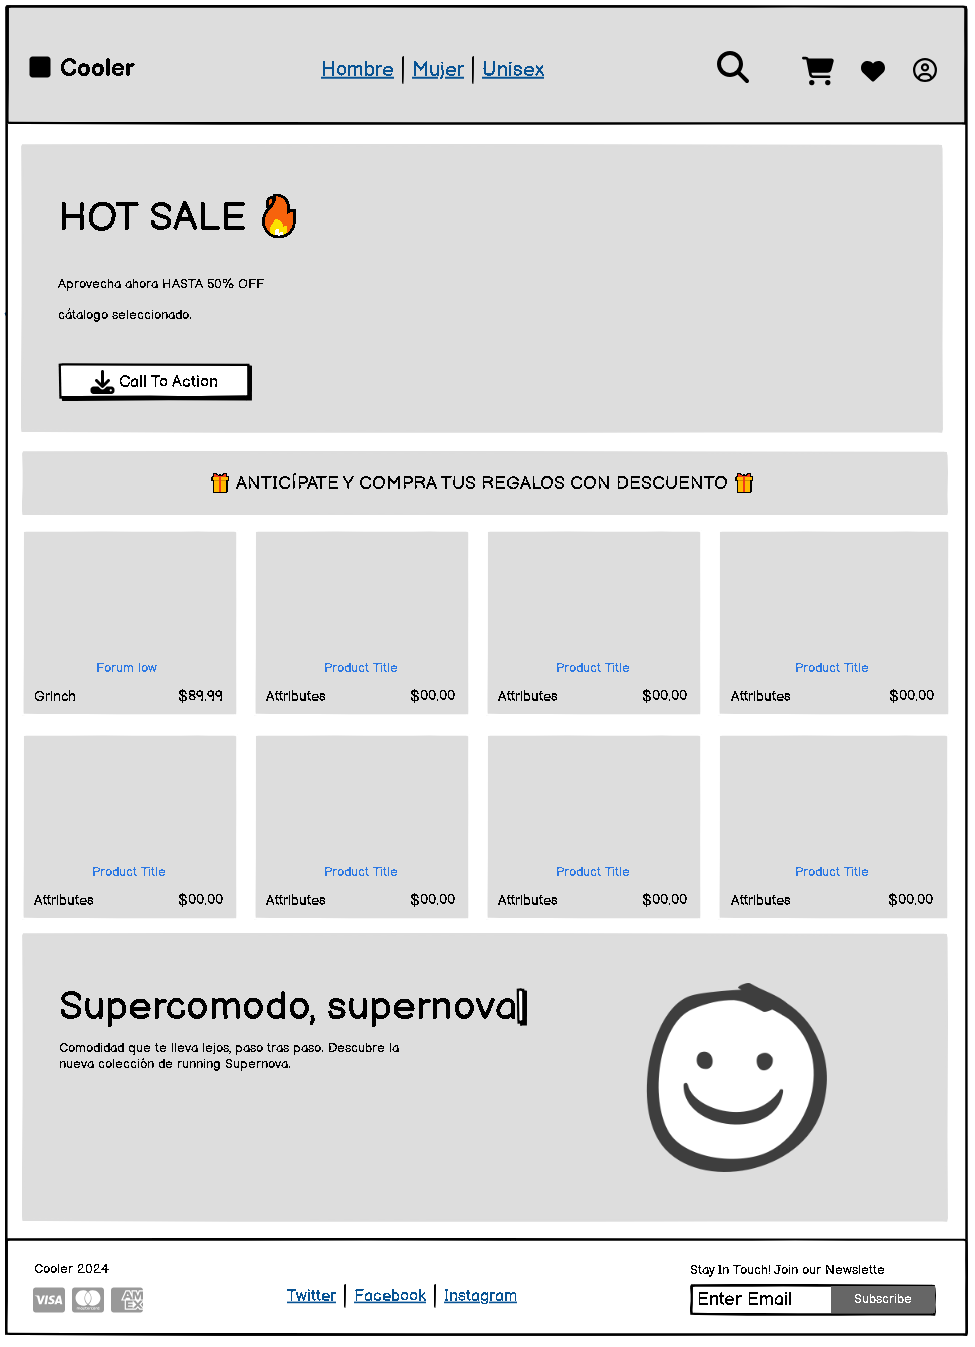 Cooler
Hombre | Mujer | Unisex
HOT SALE 🔥
Aprovecha ahora HASTA 50% OFF
cátalogo seleccionado.
Call To Action
🎁 ANTICÍPATE Y COMPRA TUS REGALOS CON DESCUENTO 🎁
Forum low
Grinch $89.99
Product Title
Attributes $00.00
Product Title
Attributes $00.00
Product Title
Attributes $00.00
Product Title
Attributes $00.00
Product Title
Attributes $00.00
Product Title
Attributes $00.00
Product Title
Attributes $00.00
Supercomodo, supernova
Comodidad que te lleva lejos, paso tras paso. Descubre la
nueva colección de running Supernova.
Cooler 2024
VISA mastercard AM EX
Twitter | Facebook | Instagram
Stay In Touch! Join our Newslette
Enter Email Subscribe